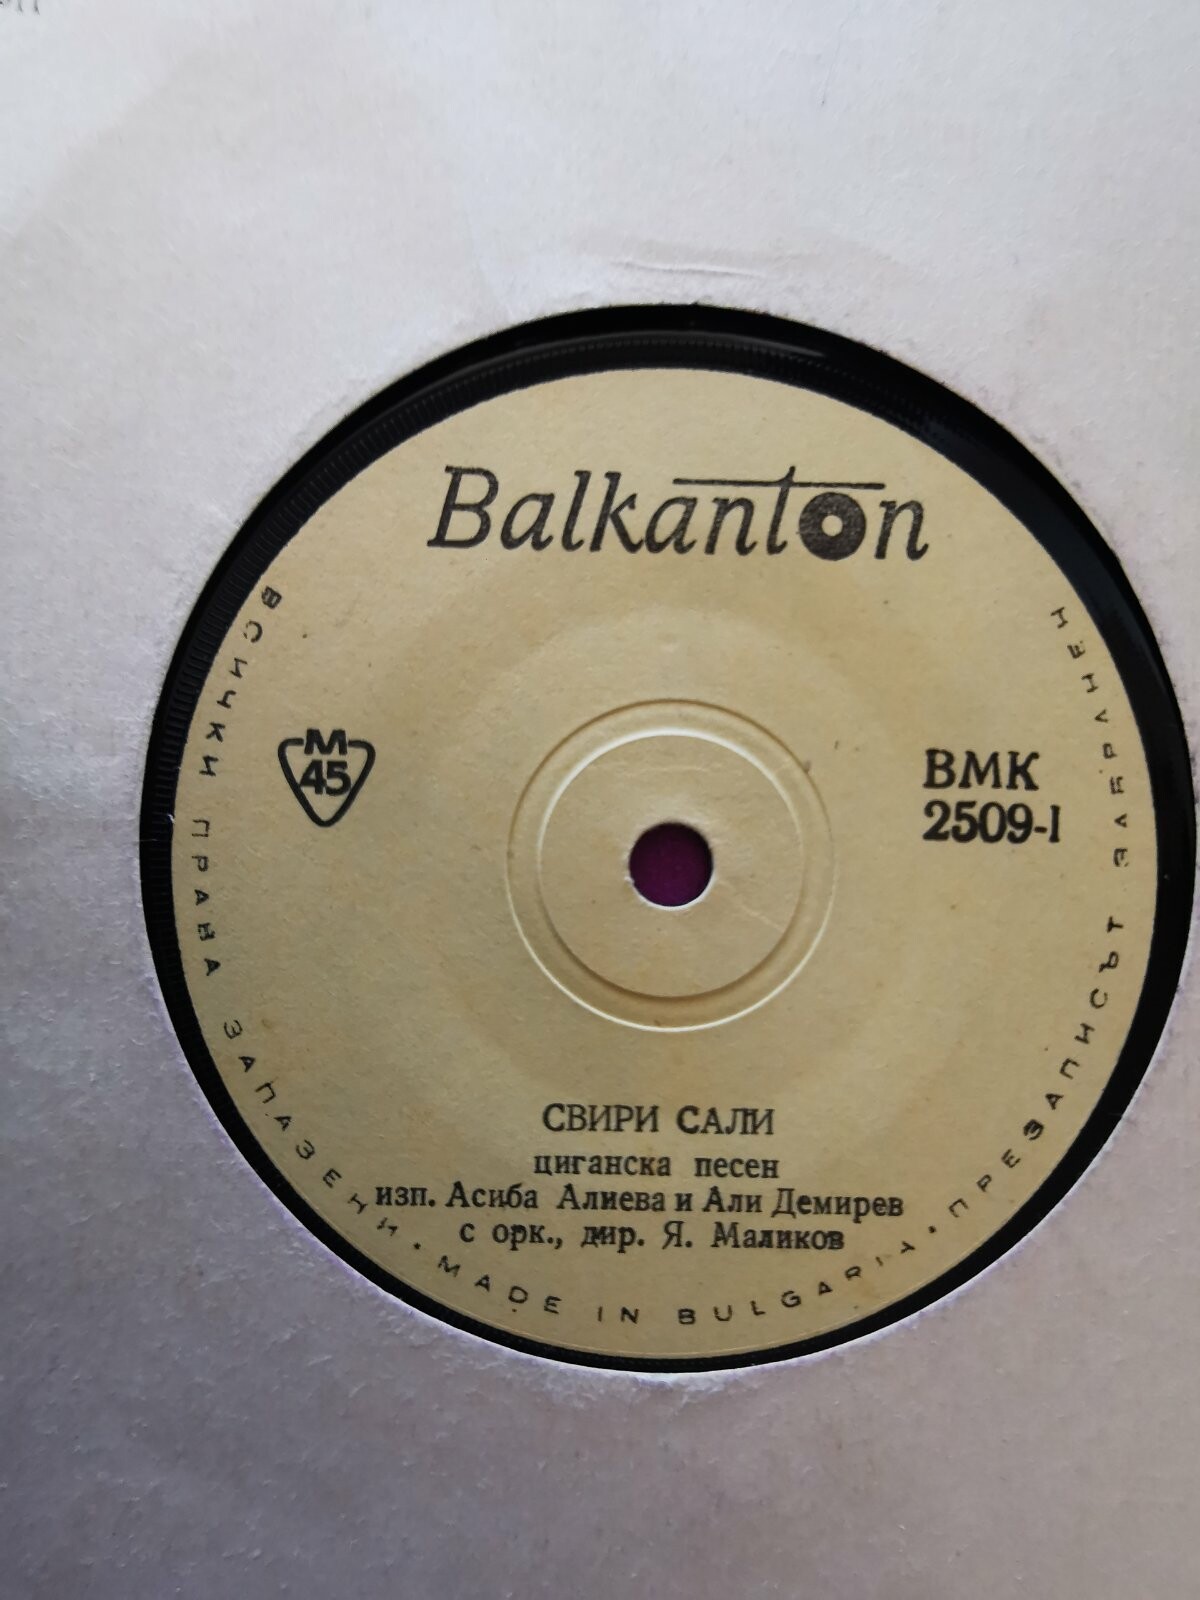 Balkanton
М
45
ВМК
2509-I
СВИРИ САЛИ
циганска песен
изп. Асиба Алиева и Али Демирев
с орк., дир. Я. Маликов
ВСИЧКИ ПРАВА ЗАПАЗЕНИ • MADE IN BULGARIA • ПРЕЗАПИСЪТ ЗАБРАНЕН